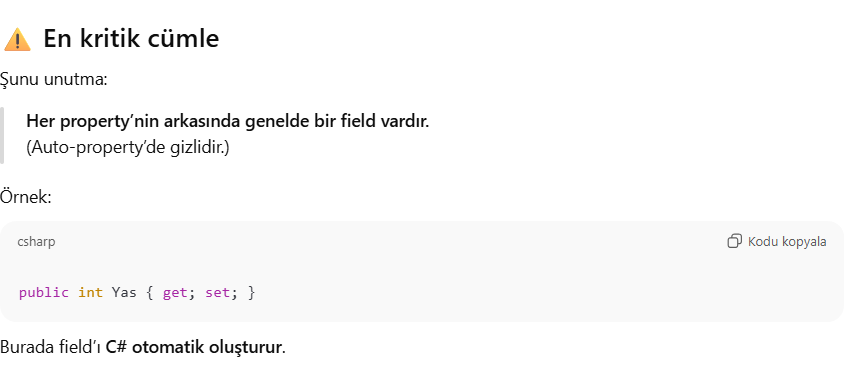 ⚠️ En kritik cümle
Şunu unutma:
Her property’nin arkasında genelde bir field vardır.
(Auto-property’de gizlidir.)
Örnek:
csharp
Kodu kopyala
public int Yas { get; set; }
Burada field’ı C# otomatik oluşturur.